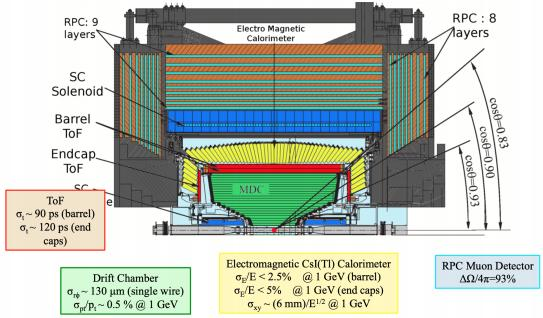 RPC: 9
layers
Electro Magnetic
Calorimeter
RPC : 8
layers
SC
Solenoid
Barrel
ToF
Endcap
ToF
SC
MDC
cosθ=0.83
cosθ=0.90
cosθ=0.93
ToF
σt ~ 90 ps (barrel)
σt ~ 120 ps (end
caps)
Drift Chamber
σrϕ ~ 130 μm (single wire)
σpt/pt ~ 0.5 % @ 1 GeV
Electromagnetic CsI(Tl) Calorimeter
σE/E < 2.5% @ 1 GeV (barrel)
σE/E < 5% @ 1 GeV (end caps)
σxy ~ (6 mm)/E1/2 @ 1 GeV
RPC Muon Detector
ΔΩ/4π=93%